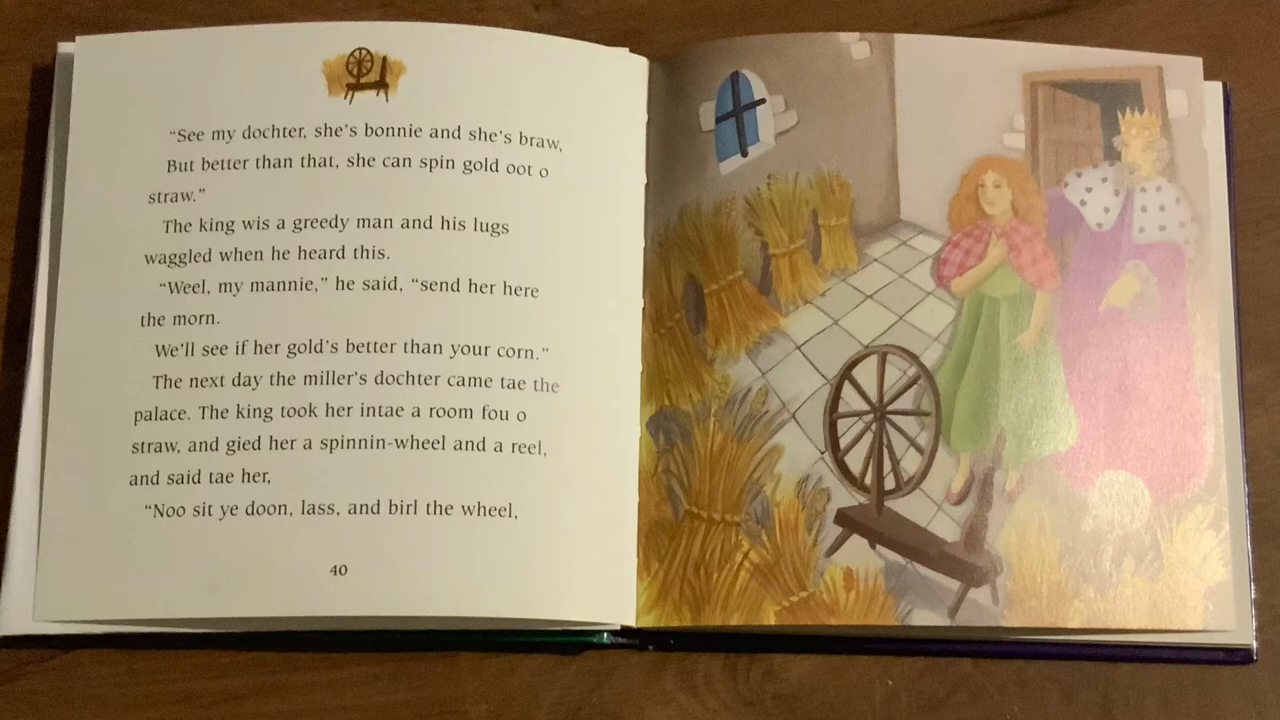 “See my dochter, she’s bonnie and she’s braw,
But better than that, she can spin gold oot o
straw.”
The king wis a greedy man and his lugs
waggled when he heard this.
“Weel, my mannie,” he said, “send her here
the morn.
We’ll see if her gold’s better than your corn.”
The next day the miller’s dochter came tae the
palace. The king took her intae a room fou o
straw, and gied her a spinnin-wheel and a reel,
and said tae her,
“Noo sit ye doon, lass, and birl the wheel,
40